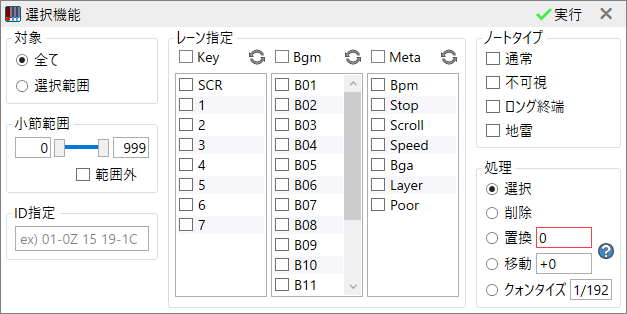 選択機能
実行
対象
全て
選択範囲
小節範囲
0
999
範囲外
ID指定
ex) 01-0Z 15 19-1C
レーン指定
Key
SCR
1
2
3
4
5
6
7
Bgm
B01
B02
B03
B04
B05
B06
B07
B08
B09
B10
B11
Meta
Bpm
Stop
Scroll
Speed
Bga
Layer
Poor
ノートタイプ
通常
不可視
ロング終端
地雷
処理
選択
削除
置換 0
移動 +0
クォンタイズ 1/192